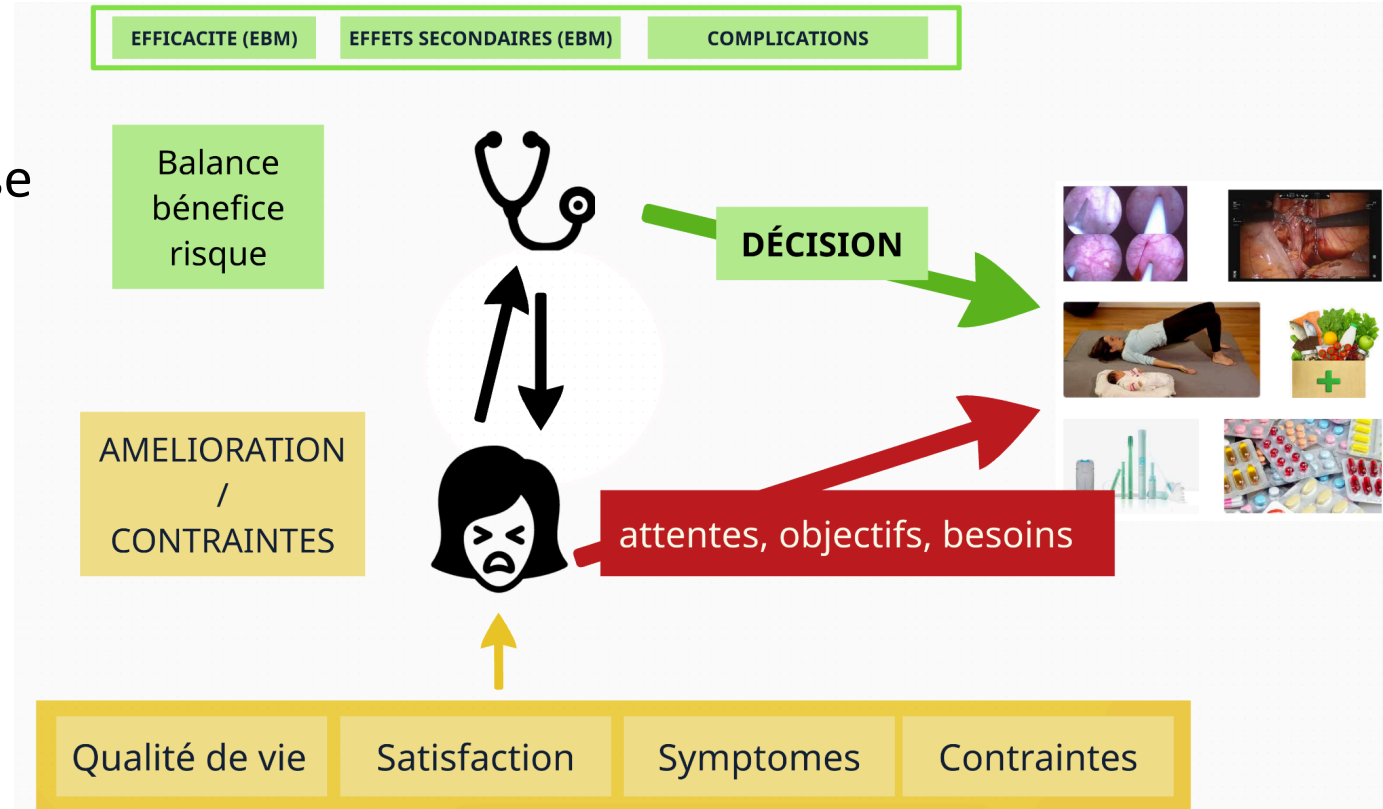 EFFICACITE (EBM)
EFFETS SECONDAIRES (EBM)
COMPLICATIONS
Balance
bénefice
risque
DÉCISION
AMELIORATION
/
CONTRAINTES
attentes, objectifs, besoins
Qualité de vie
Satisfaction
Symptomes
Contraintes